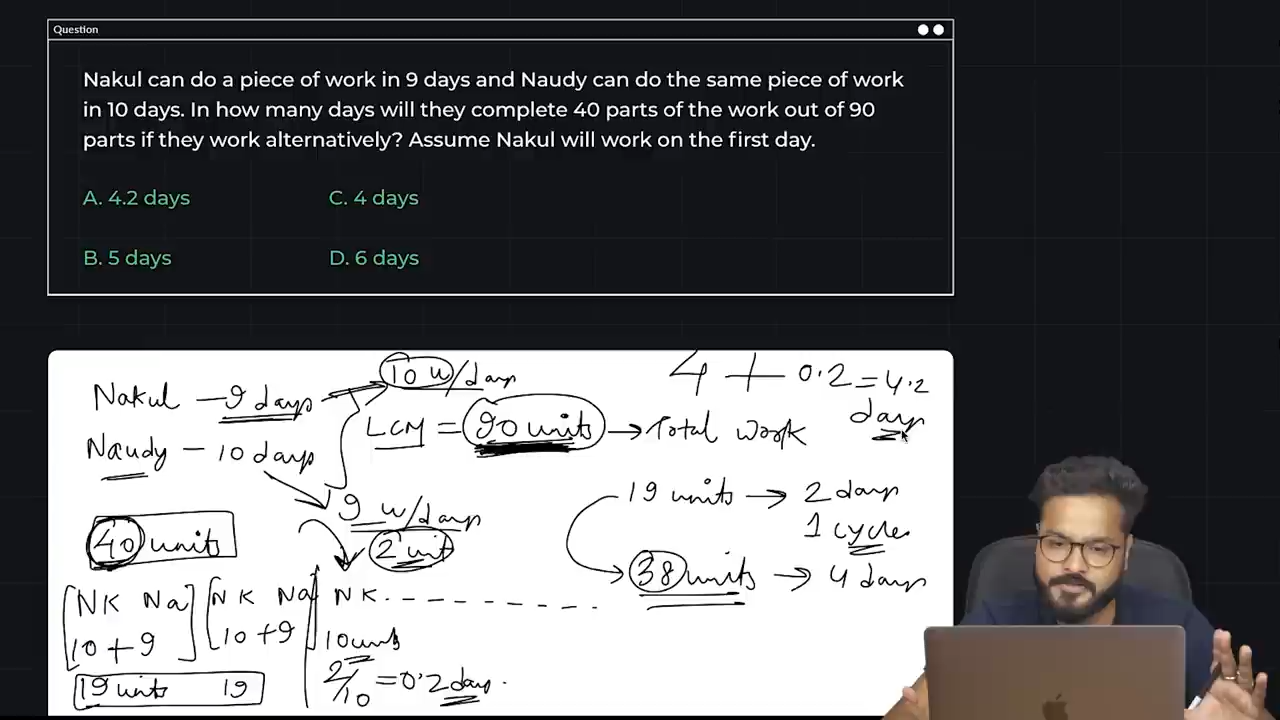 Question
Nakul can do a piece of work in 9 days and Naudy can do the same piece of work
in 10 days. In how many days will they complete 40 parts of the work out of 90
parts if they work alternatively? Assume Nakul will work on the first day.
A. 4.2 days
C. 4 days
B. 5 days
D. 6 days
Nakul — 9 days
10 u/day
LCM = 90 units → Total work
4 + 0.2 = 4.2
days
Naudy — 10 days
9 u/day
19 units → 2 days
1 cycle
40 units
2 unit
38 units → 4 days
[NK Na] [NK Na] NK. - - - - - - -
[10 + 9] [10 + 9] 10 units
19 units 19
2/10 = 0.2 day.